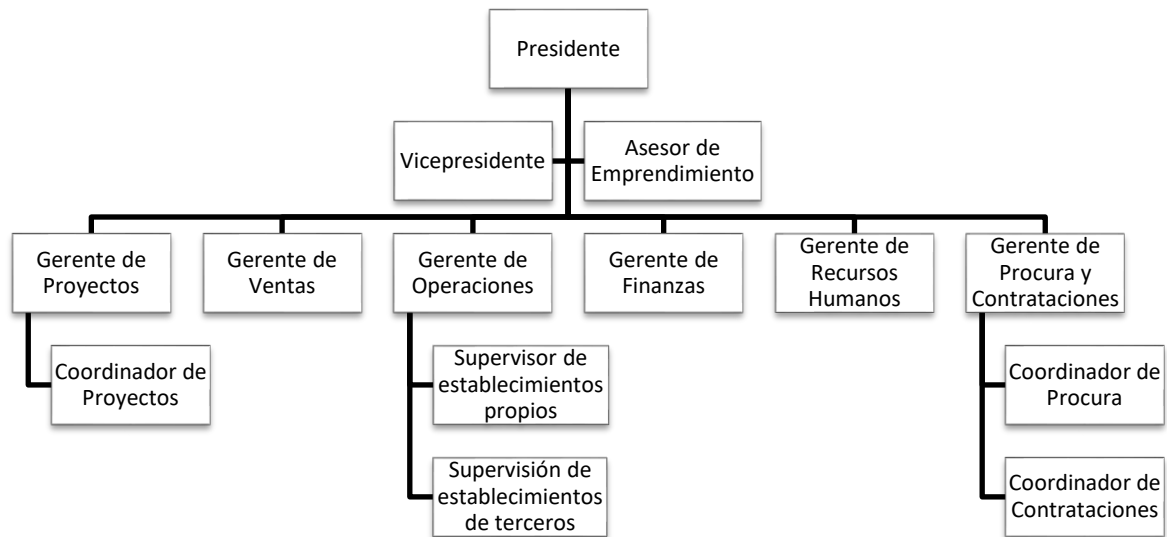 Presidente
Vicepresidente
Asesor de
Emprendimiento
Gerente de
Proyectos
Gerente de
Ventas
Gerente de
Operaciones
Gerente de
Finanzas
Gerente de
Recursos
Humanos
Gerente de
Procura y
Contrataciones
Coordinador de
Proyectos
Supervisor de
establecimientos
propios
Supervisión de
establecimientos
de terceros
Coordinador de
Procura
Coordinador de
Contrataciones